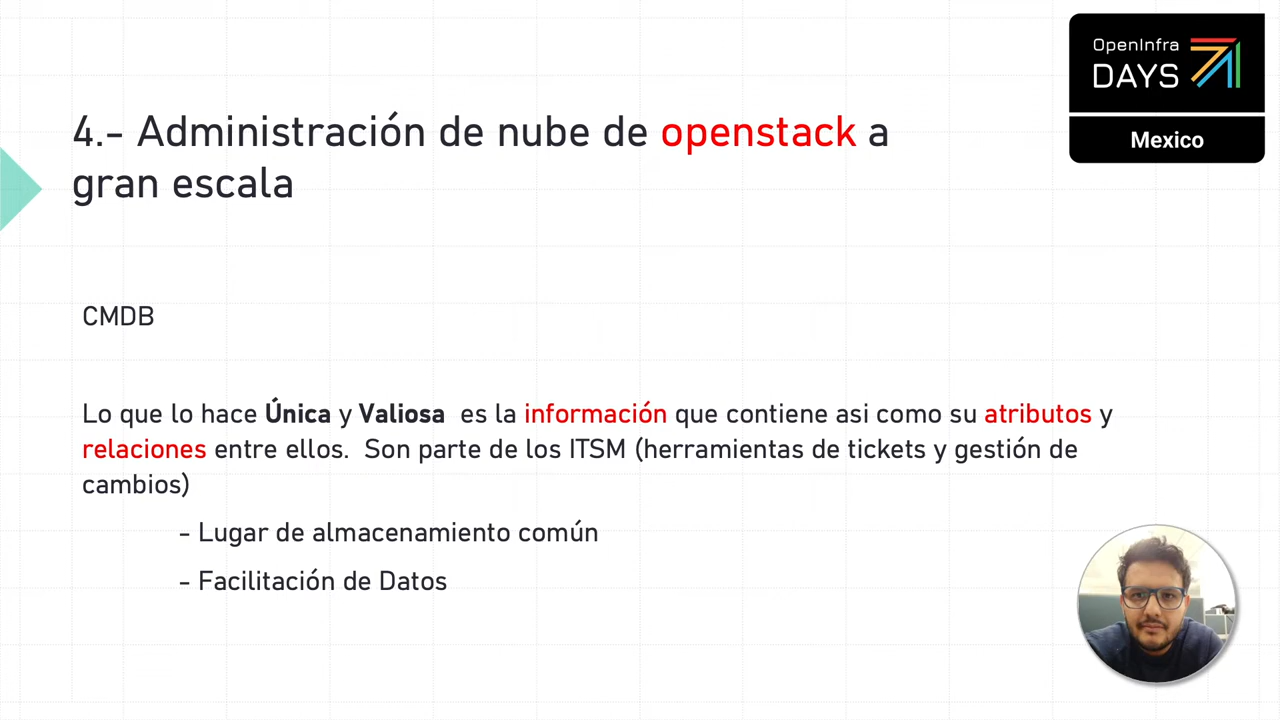 OpenInfra
DAYS
Mexico
4.- Administración de nube de openstack a
gran escala
CMDB
Lo que lo hace Única y Valiosa es la información que contiene asi como su atributos y
relaciones entre ellos. Son parte de los ITSM (herramientas de tickets y gestión de
cambios)
- Lugar de almacenamiento común
- Facilitación de Datos